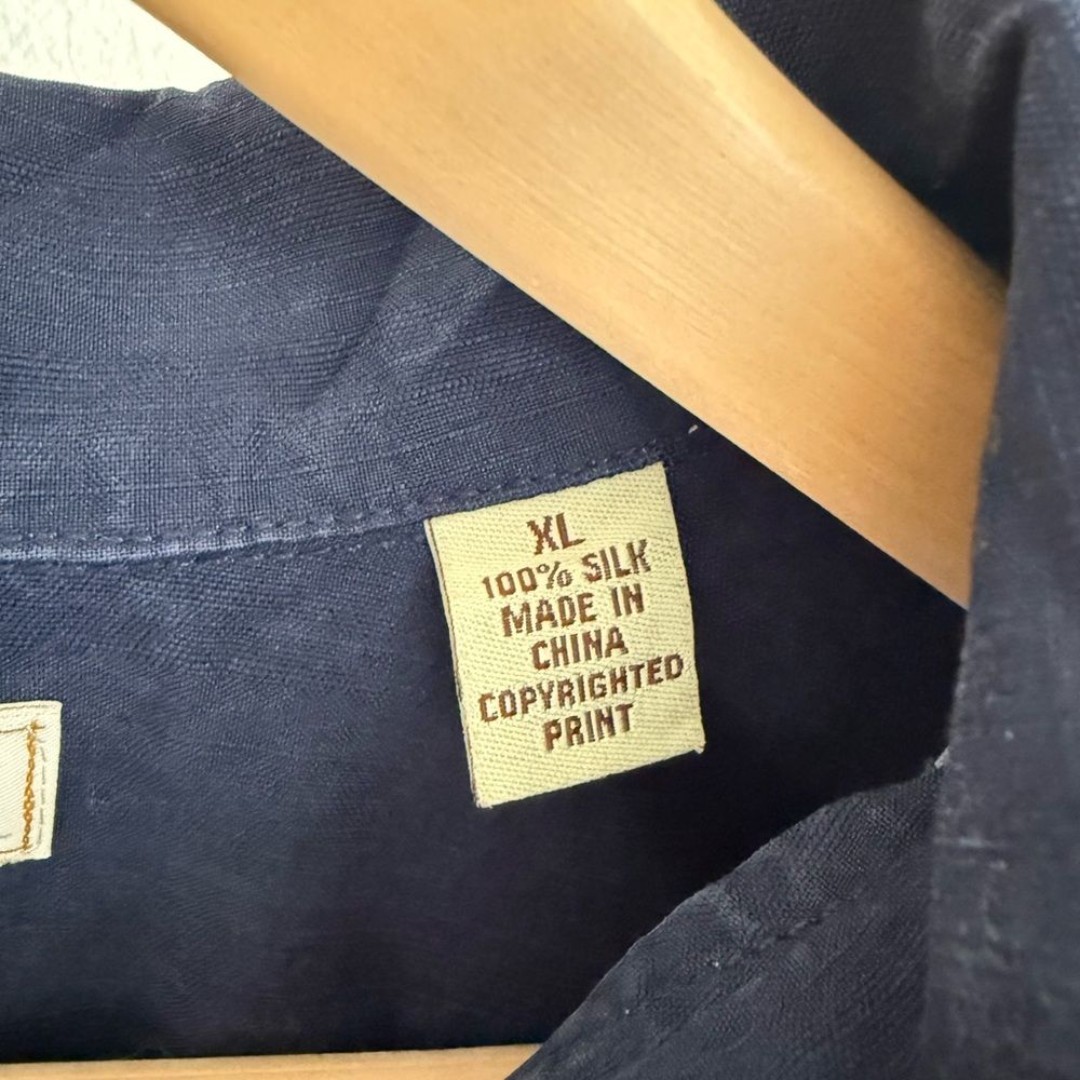 XL
100% SILK
MADE IN
CHINA
COPYRIGHTED
PRINT